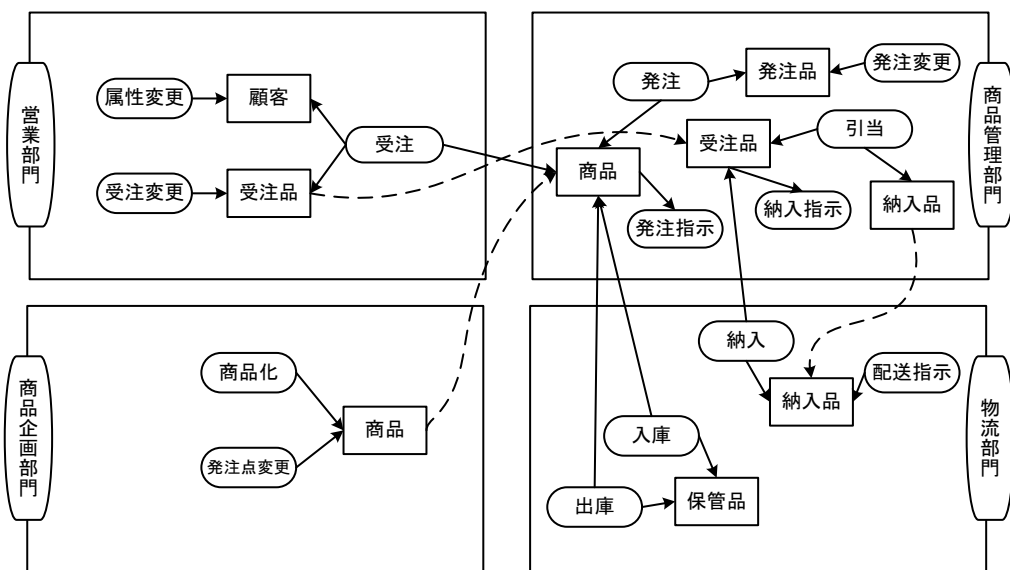 営業部門
属性変更
顧客
受注
受注変更
受注品
商品管理部門
発注
発注品
発注変更
受注品
引当
商品
発注指示
納入指示
納入品
商品企画部門
商品化
商品
発注点変更
物流部門
納入
配送指示
納入品
入庫
出庫
保管品